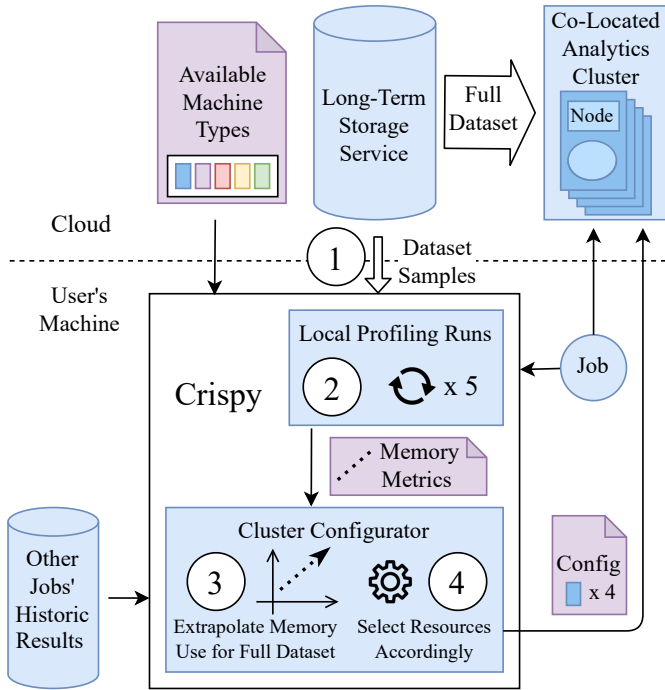 Available
Machine
Types
Long-Term
Storage
Service
Full
Dataset
Co-Located
Analytics
Cluster
Node
Cloud
1
Dataset
Samples
User's
Machine
Local Profiling Runs
2
x 5
Crispy
Job
Memory
Metrics
Cluster Configurator
3
4
Extrapolate Memory
Use for Full Dataset
Select Resources
Accordingly
Other
Jobs'
Historic
Results
Config
x 4